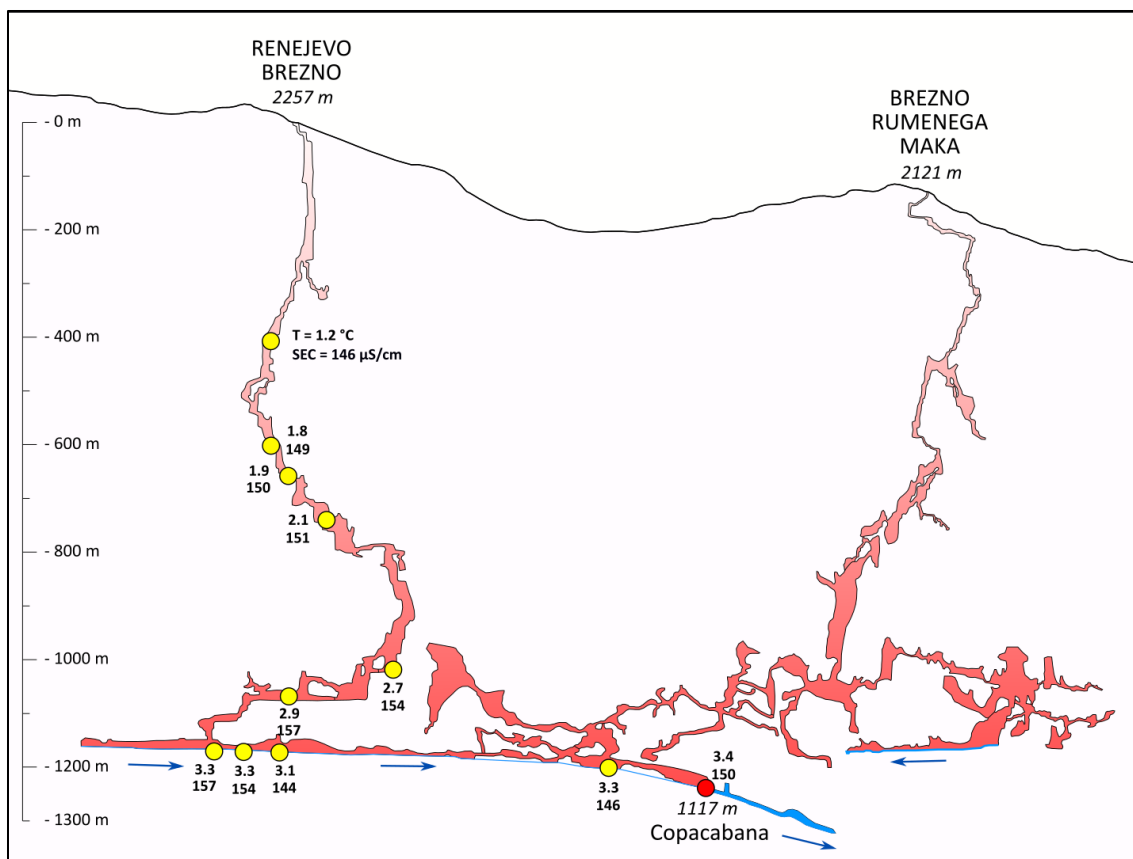 RENEJEVO
BREZNO
2257 m
BREZNO
RUMENEGA
MAKA
2121 m
- 0 m
- 200 m
- 400 m
- 600 m
- 800 m
- 1000 m
- 1200 m
- 1300 m
T = 1.2 °C
SEC = 146 µS/cm
1.8
149
1.9
150
2.1
151
2.7
154
2.9
157
3.3
157
3.3
154
3.1
144
3.3
146
3.4
150
1117 m
Copacabana